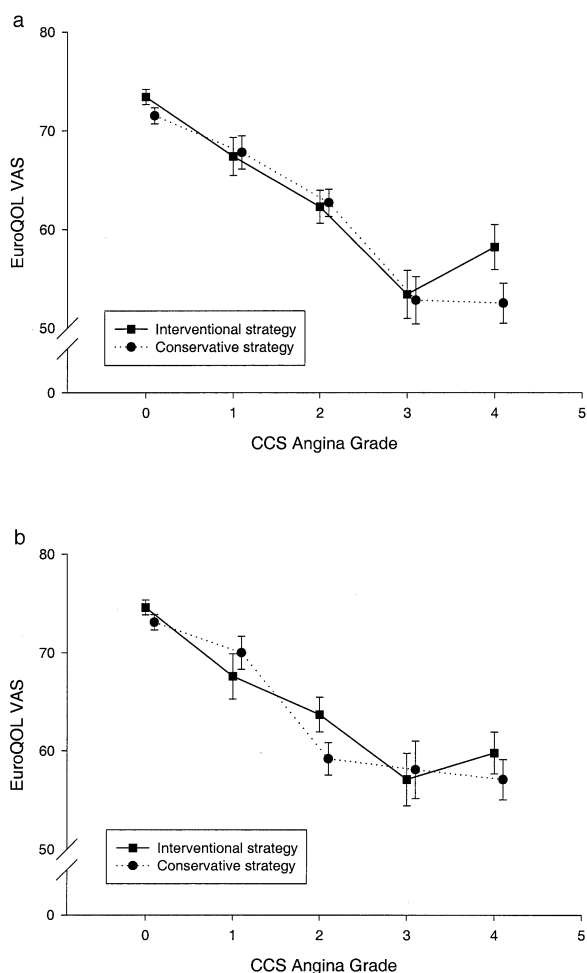 a
80
70
60
50
0
EuroQOL VAS
Interventional strategy
Conservative strategy
0 1 2 3 4 5
CCS Angina Grade
b
80
70
60
50
0
EuroQOL VAS
Interventional strategy
Conservative strategy
0 1 2 3 4 5
CCS Angina Grade